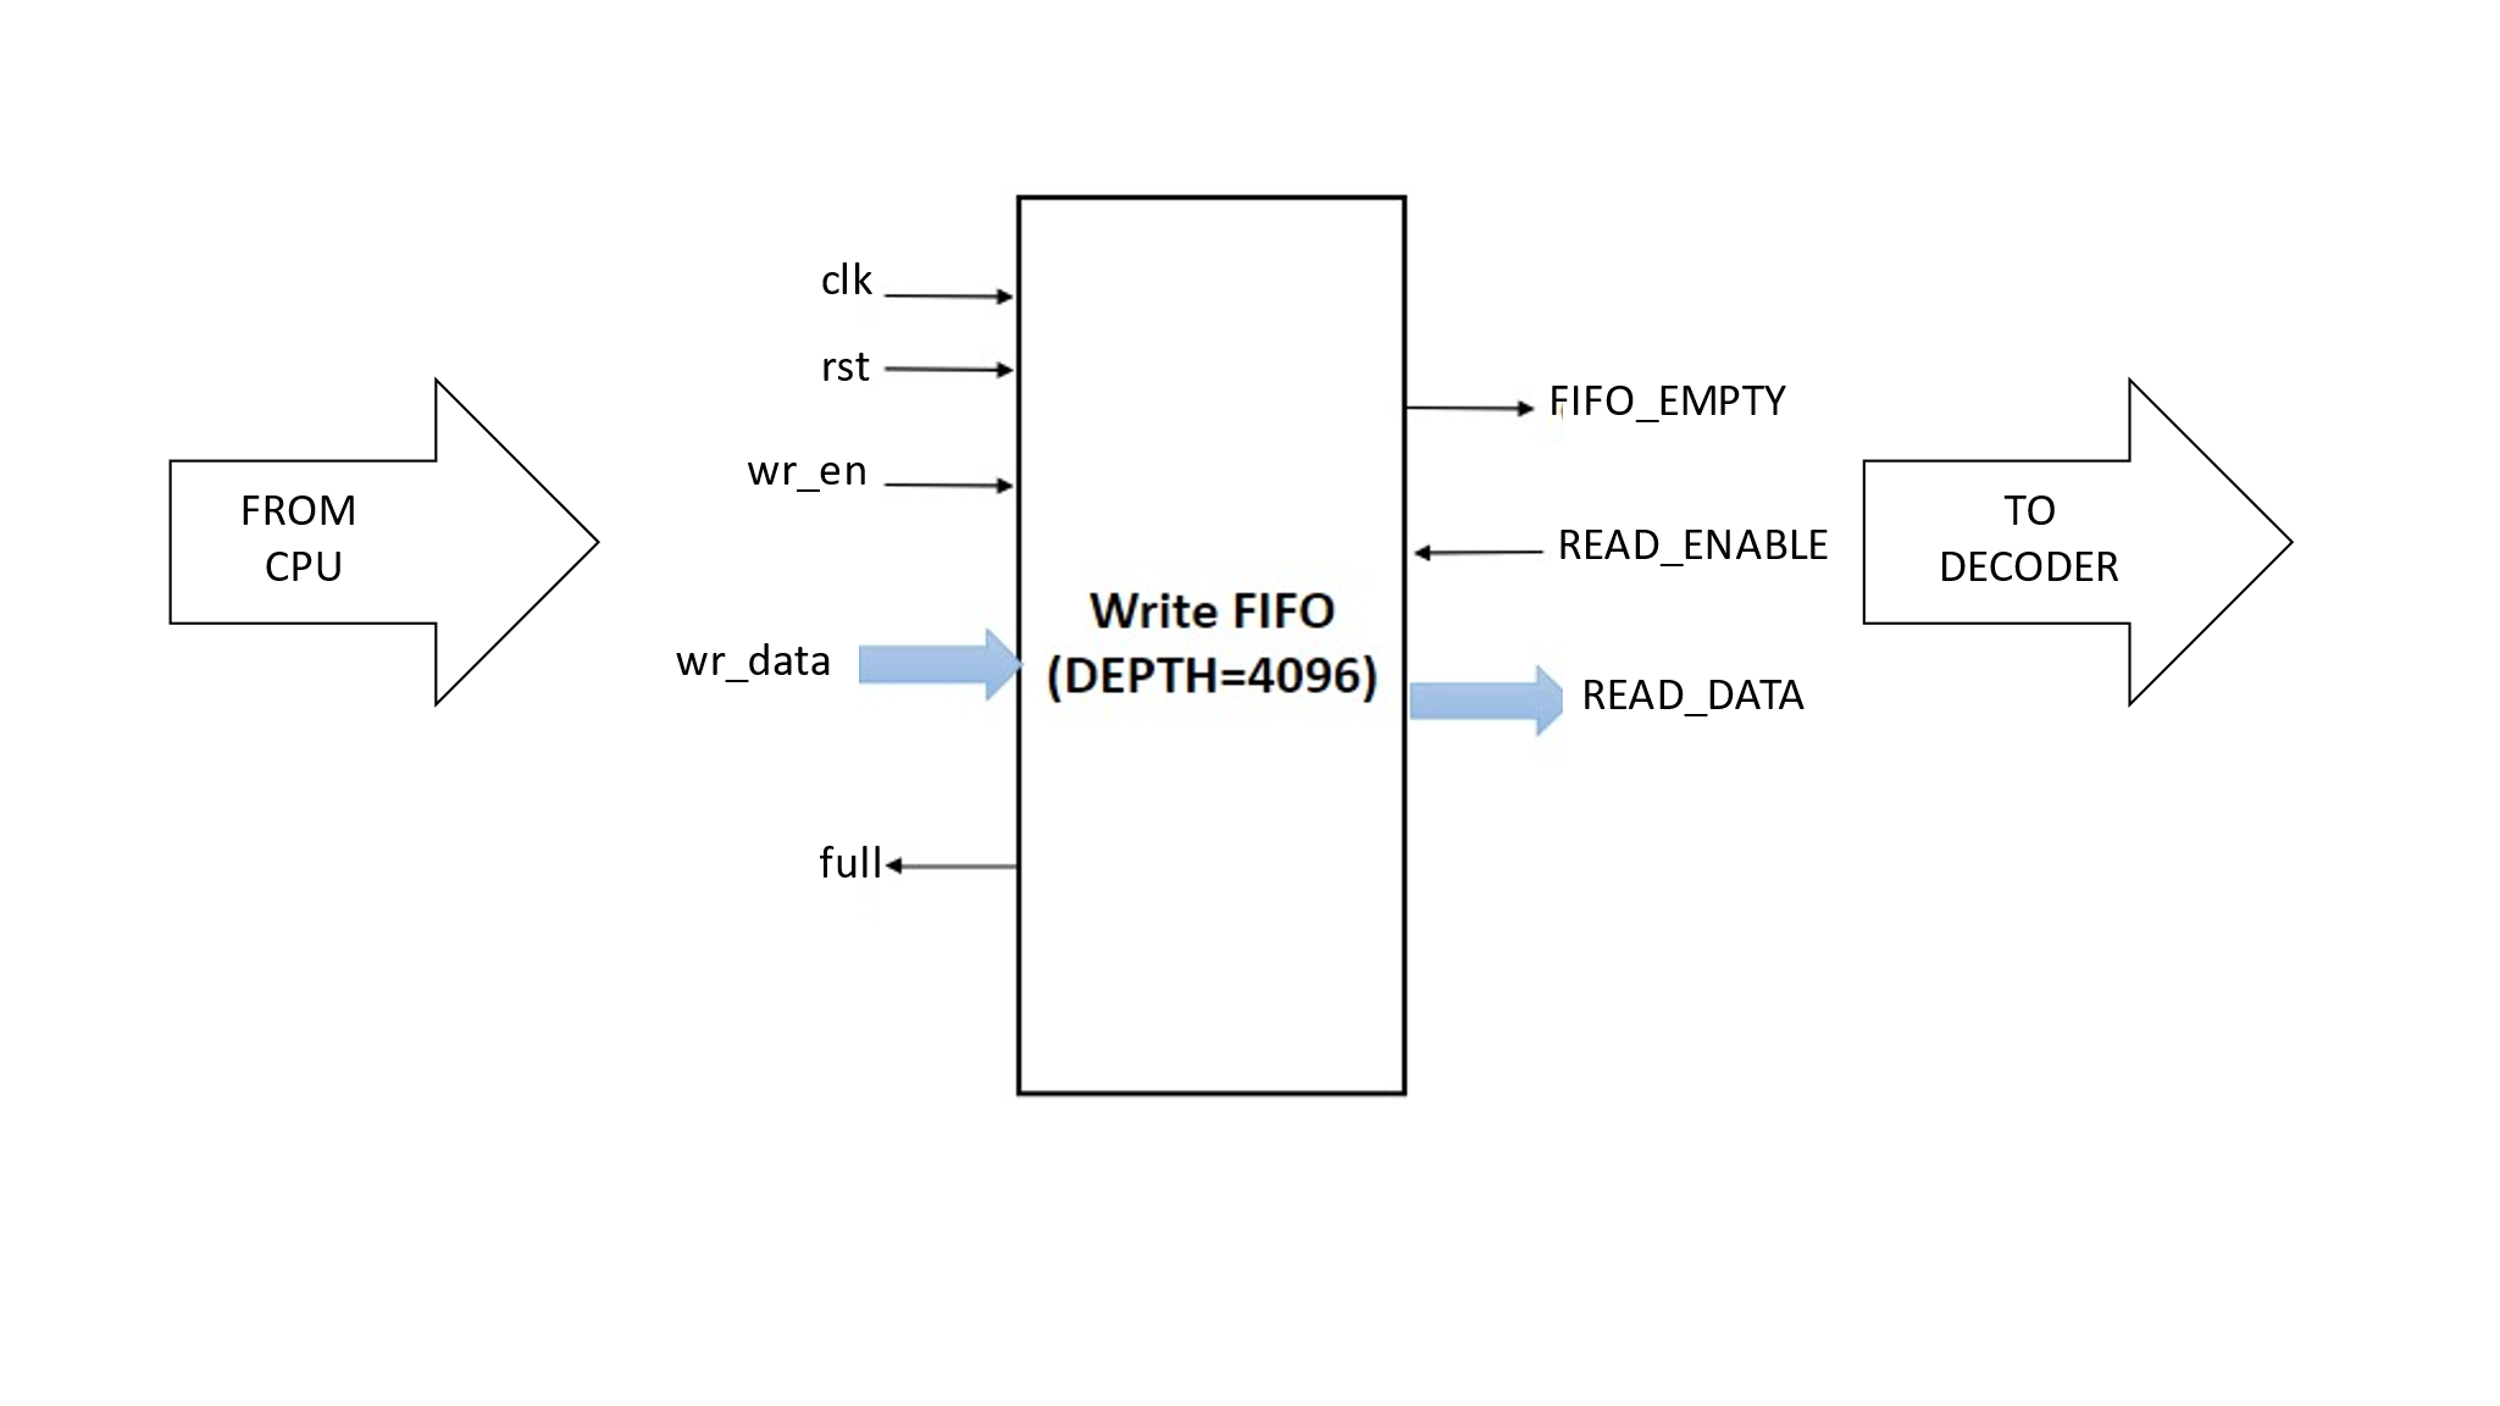 clk
rst
wr_en
FROM
CPU
wr_data
full
Write FIFO
(DEPTH=4096)
FIFO_EMPTY
READ_ENABLE
READ_DATA
TO
DECODER